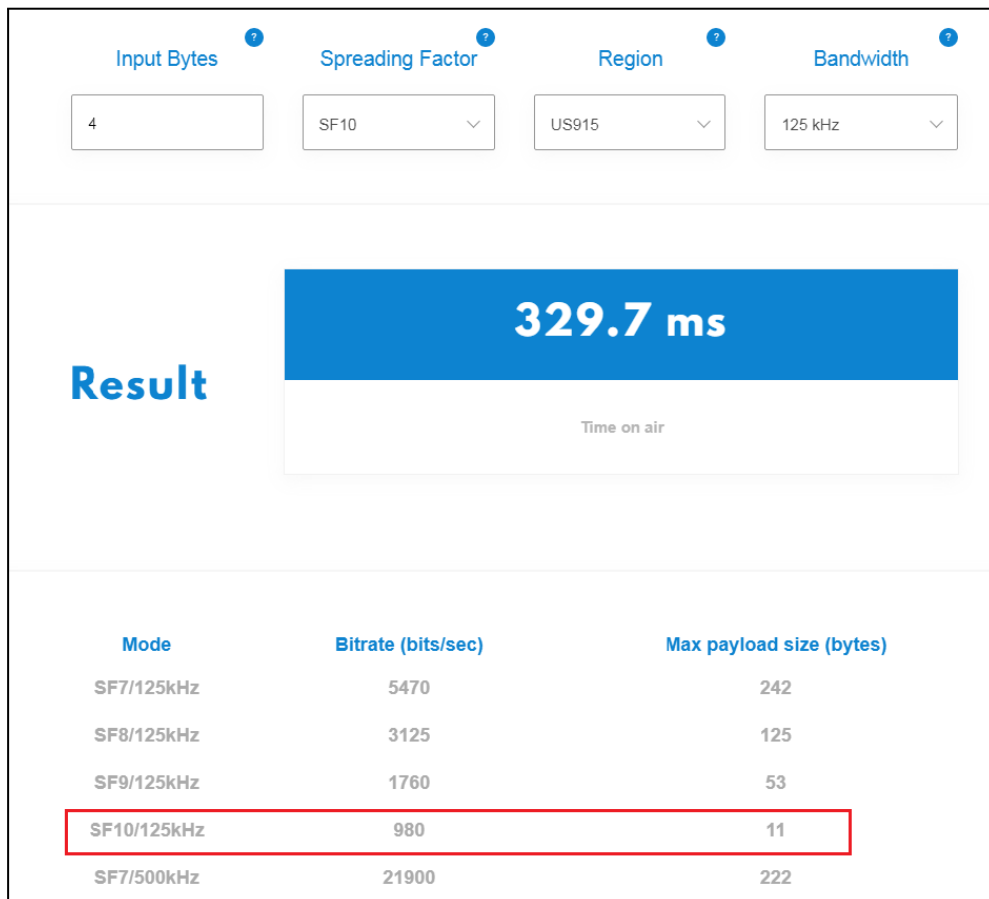 ? ? ? ?
Input Bytes Spreading Factor Region Bandwidth
4 SF10 US915 125 kHz
329.7 ms
Result
Time on air
Mode Bitrate (bits/sec) Max payload size (bytes)
SF7/125kHz 5470 242
SF8/125kHz 3125 125
SF9/125kHz 1760 53
SF10/125kHz 980 11
SF7/500kHz 21900 222